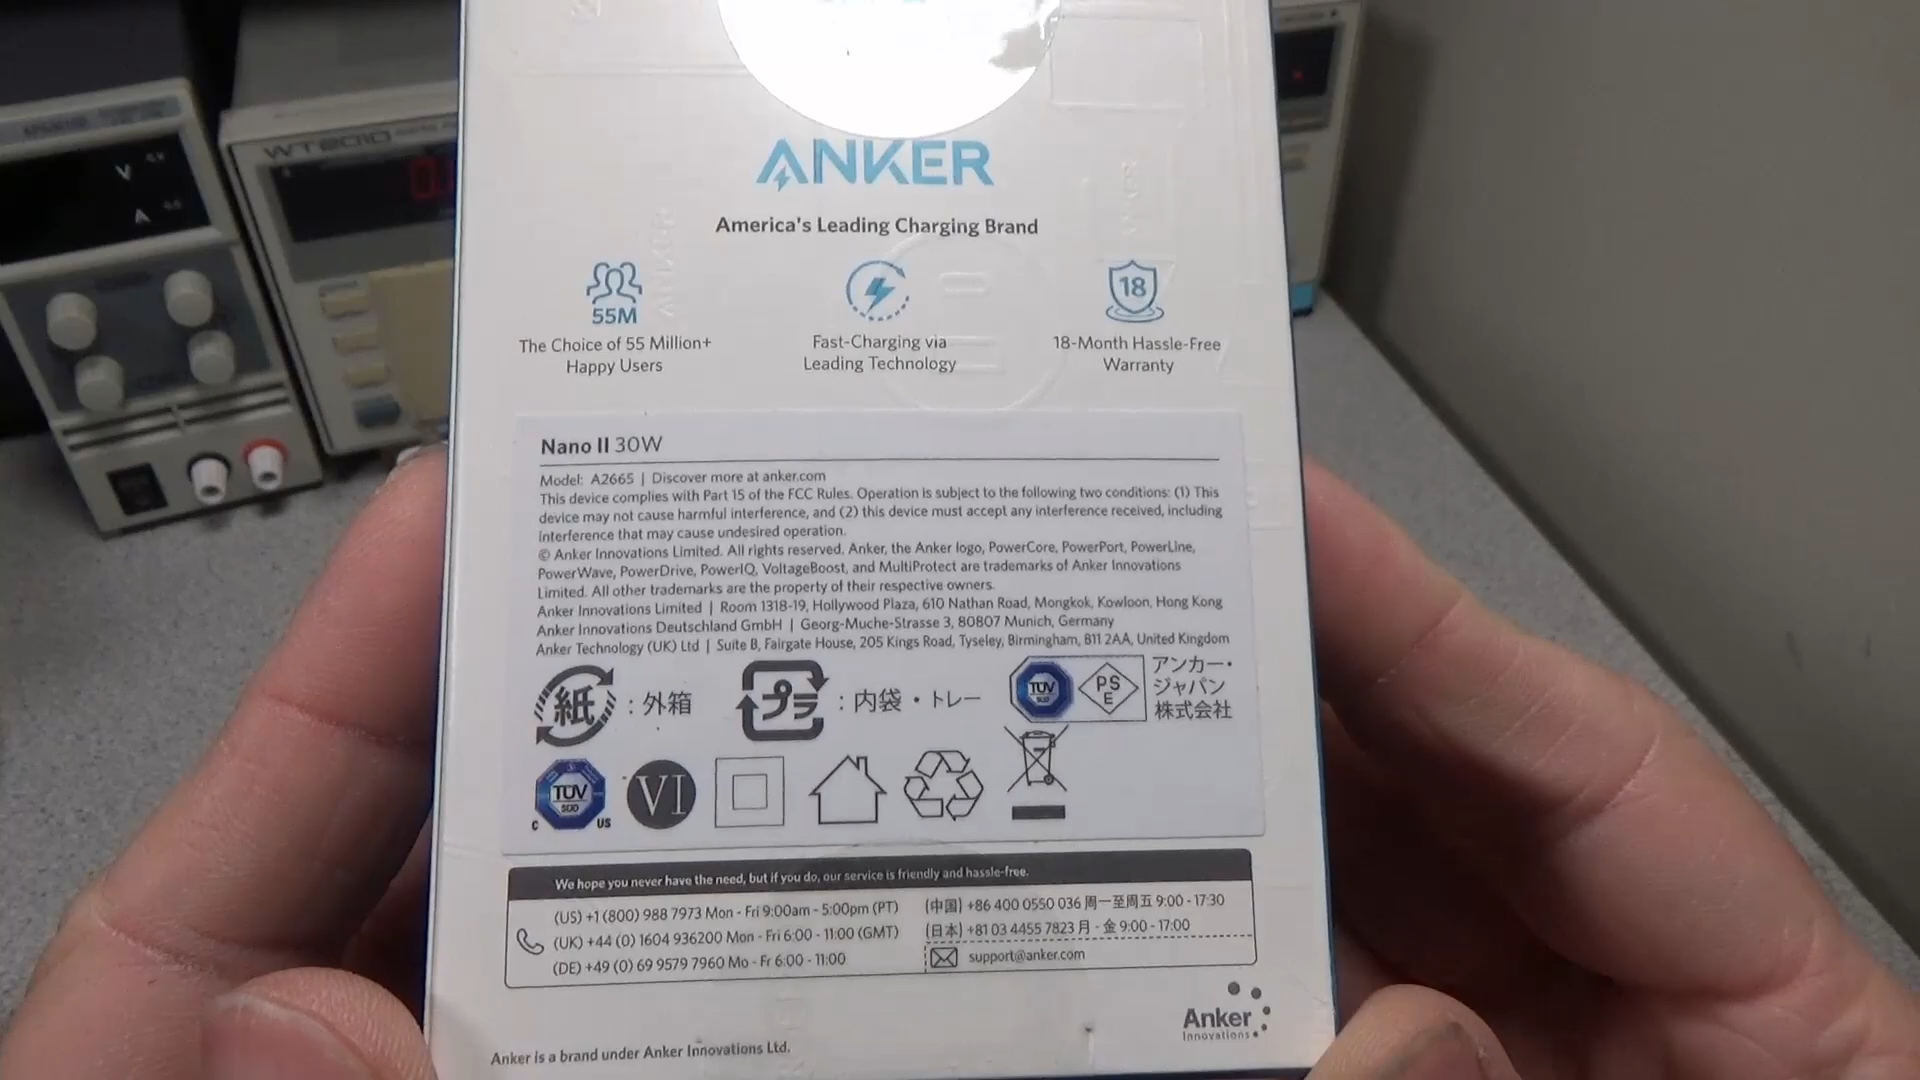 WT2010
ANKER
America's Leading Charging Brand
55M
The Choice of 55 Million+
Happy Users
Fast-Charging via
Leading Technology
18
18-Month Hassle-Free
Warranty
Nano II 30W
Model: A2665 | Discover more at anker.com
This device complies with Part 15 of the FCC Rules. Operation is subject to the following two conditions: (1) This
device may not cause harmful interference, and (2) this device must accept any interference received, including
interference that may cause undesired operation.
© Anker Innovations Limited. All rights reserved. Anker, the Anker logo, PowerCore, PowerPort, PowerLine,
PowerWave, PowerDrive, PowerIQ, VoltageBoost, and MultiProtect are trademarks of Anker Innovations
Limited. All other trademarks are the property of their respective owners.
Anker Innovations Limited | Room 1318-19, Hollywood Plaza, 610 Nathan Road, Mongkok, Kowloon, Hong Kong
Anker Innovations Deutschland GmbH | Georg-Muche-Strasse 3, 80807 Munich, Germany
Anker Technology (UK) Ltd | Suite B, Fairgate House, 205 Kings Road, Tyseley, Birmingham, B11 2AA, United Kingdom
紙 : 外箱
プラ : 内袋・トレー
TÜV SÜD
PS E
アンカー・
ジャパン
株式会社
TÜV SÜD
C US
VI
We hope you never have the need, but if you do, our service is friendly and hassle-free.
(US) +1 (800) 988 7973 Mon - Fri 9:00am - 5:00pm (PT)
(UK) +44 (0) 1604 936200 Mon - Fri 6:00 - 11:00 (GMT)
(DE) +49 (0) 69 9579 7960 Mo - Fr 6:00 - 11:00
(中国) +86 400 0550 036 周一至周五 9:00 - 17:30
(日本) +81 03 4455 7823 月 - 金 9:00 - 17:00
support@anker.com
Anker
Innovations
Anker is a brand under Anker Innovations Ltd.
V
A